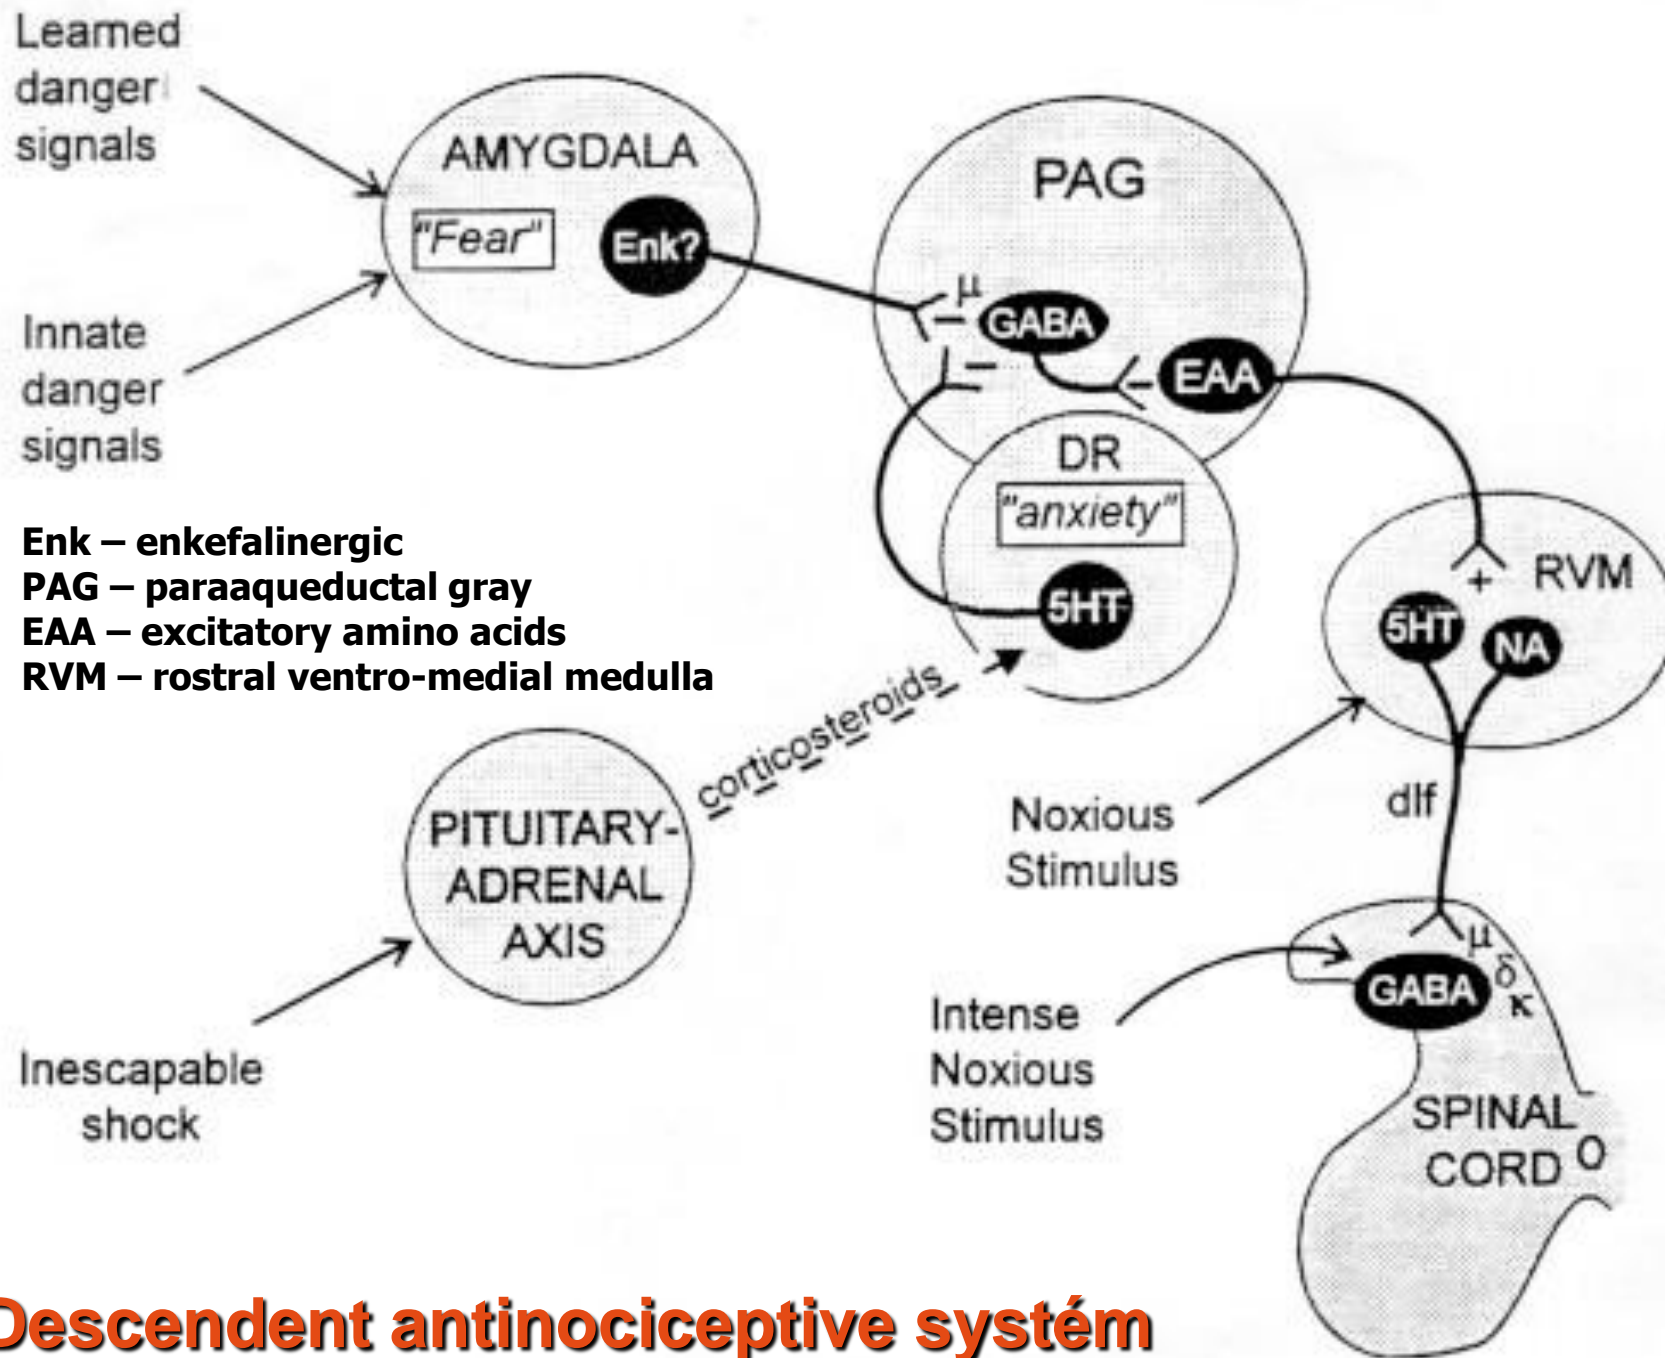 Learned
danger
signals
AMYGDALA
"Fear"
Enk?
PAG
μ
GABA
EAA
Innate
danger
signals
DR
"anxiety"
5HT
Enk – enkefalinergic
PAG – paraaqueductal gray
EAA – excitatory amino acids
RVM – rostral ventro-medial medulla
+
RVM
5HT
NA
corticosteroids
PITUITARY-
ADRENAL
AXIS
Noxious
Stimulus
dlf
μ
δ
κ
GABA
Intense
Noxious
Stimulus
Inescapable
shock
SPINAL
CORD
O
Descendent antinociceptive systém